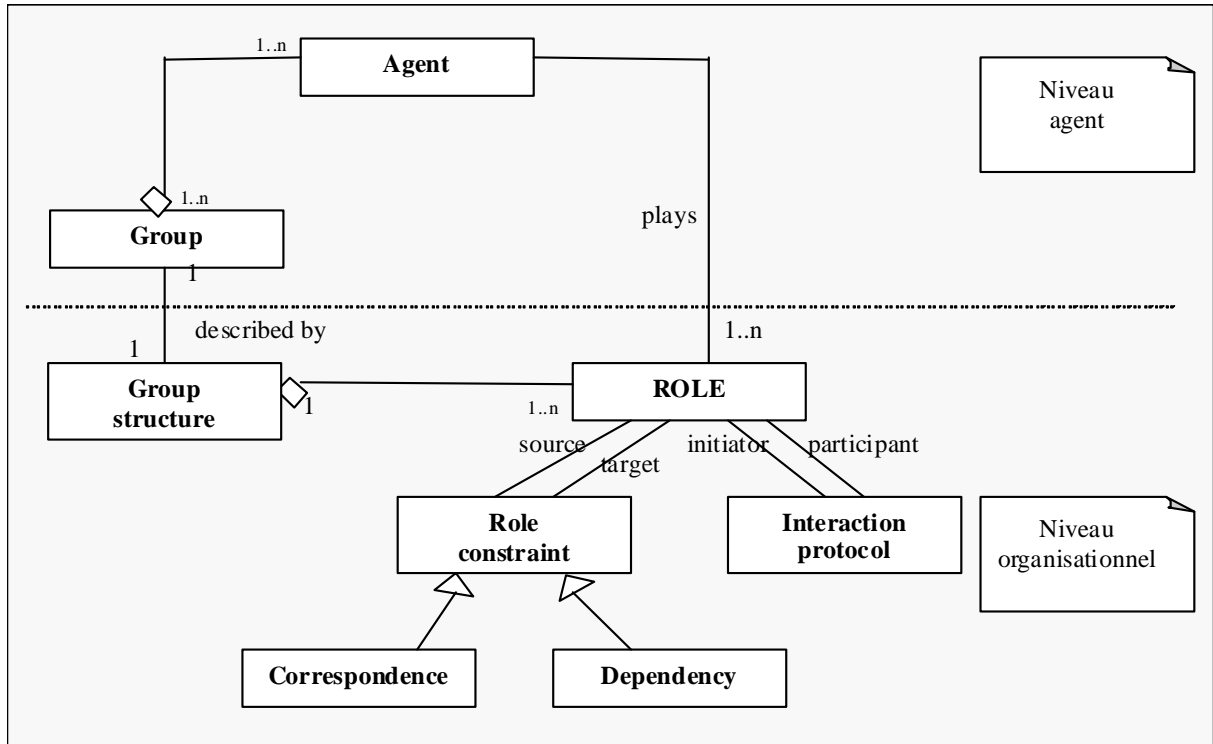 1..n
Agent
Niveau
agent
1..n
Group
plays
1
described by
1
1..n
Group
structure
1
1..n
ROLE
source
target
initiator
participant
Role
constraint
Interaction
protocol
Niveau
organisationnel
Correspondence
Dependency